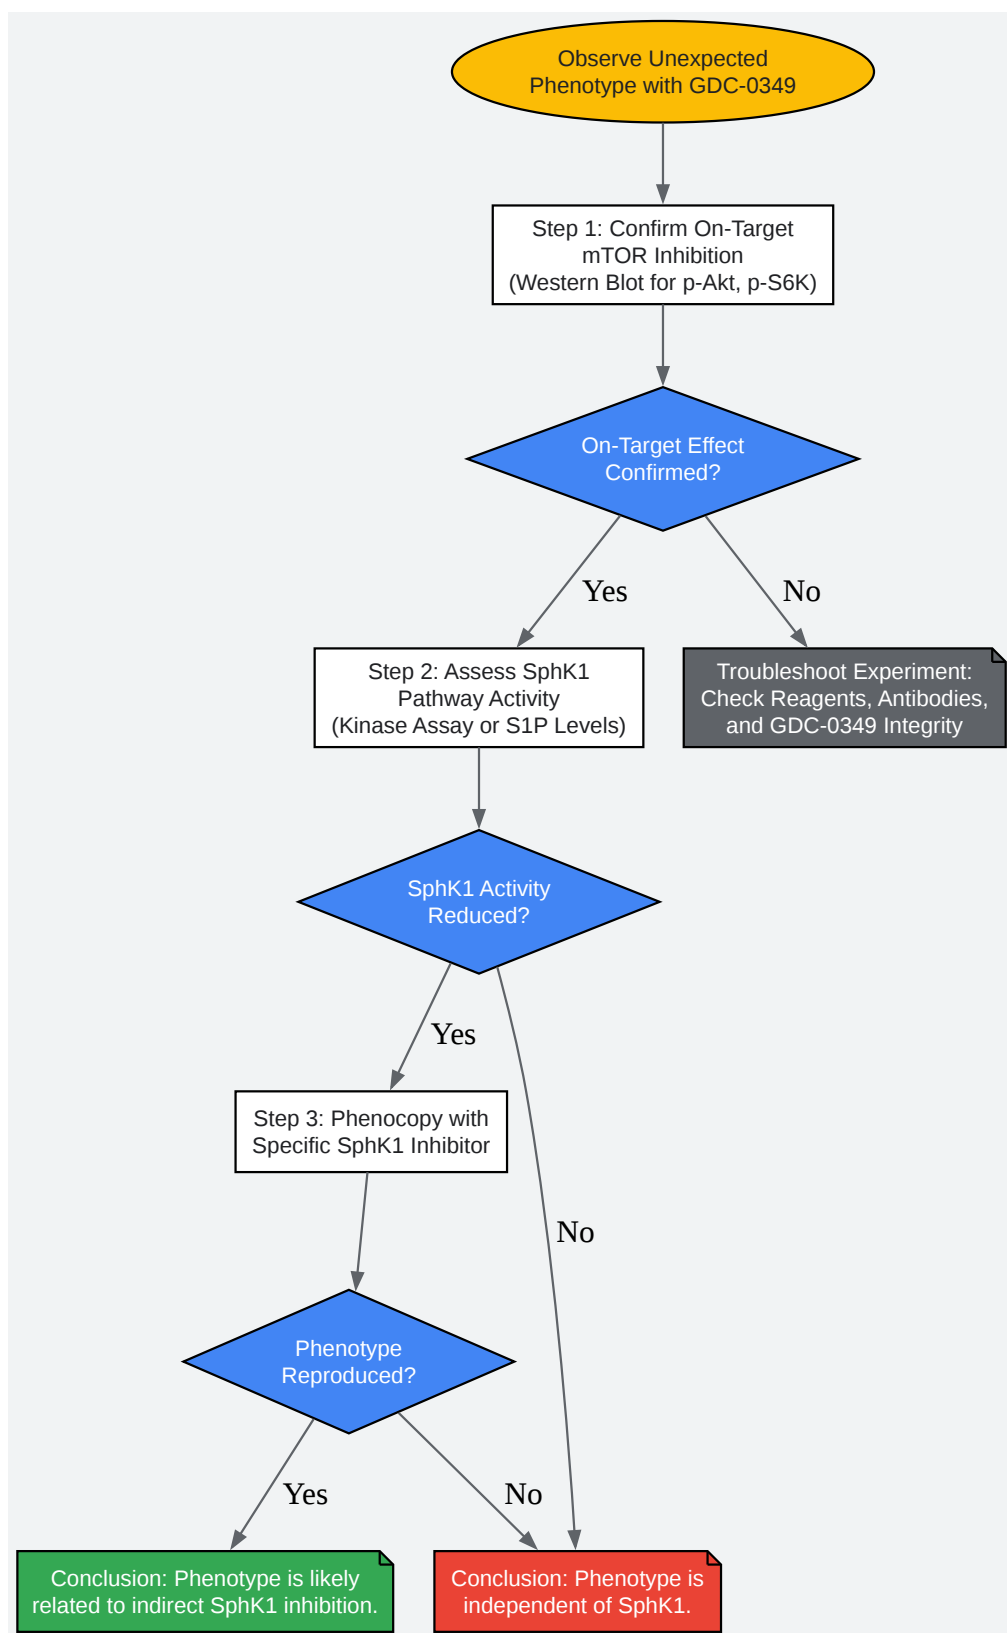 Observe Unexpected
Phenotype with GDC-0349
Step 1: Confirm On-Target
mTOR Inhibition
(Western Blot for p-Akt, p-S6K)
On-Target Effect
Confirmed?
Yes
No
Step 2: Assess SphK1
Pathway Activity
(Kinase Assay or S1P Levels)
Troubleshoot Experiment:
Check Reagents, Antibodies,
and GDC-0349 Integrity
SphK1 Activity
Reduced?
Yes
Step 3: Phenocopy with
Specific SphK1 Inhibitor
No
Phenotype
Reproduced?
Yes
No
Conclusion: Phenotype is likely
related to indirect SphK1 inhibition.
Conclusion: Phenotype is
independent of SphK1.